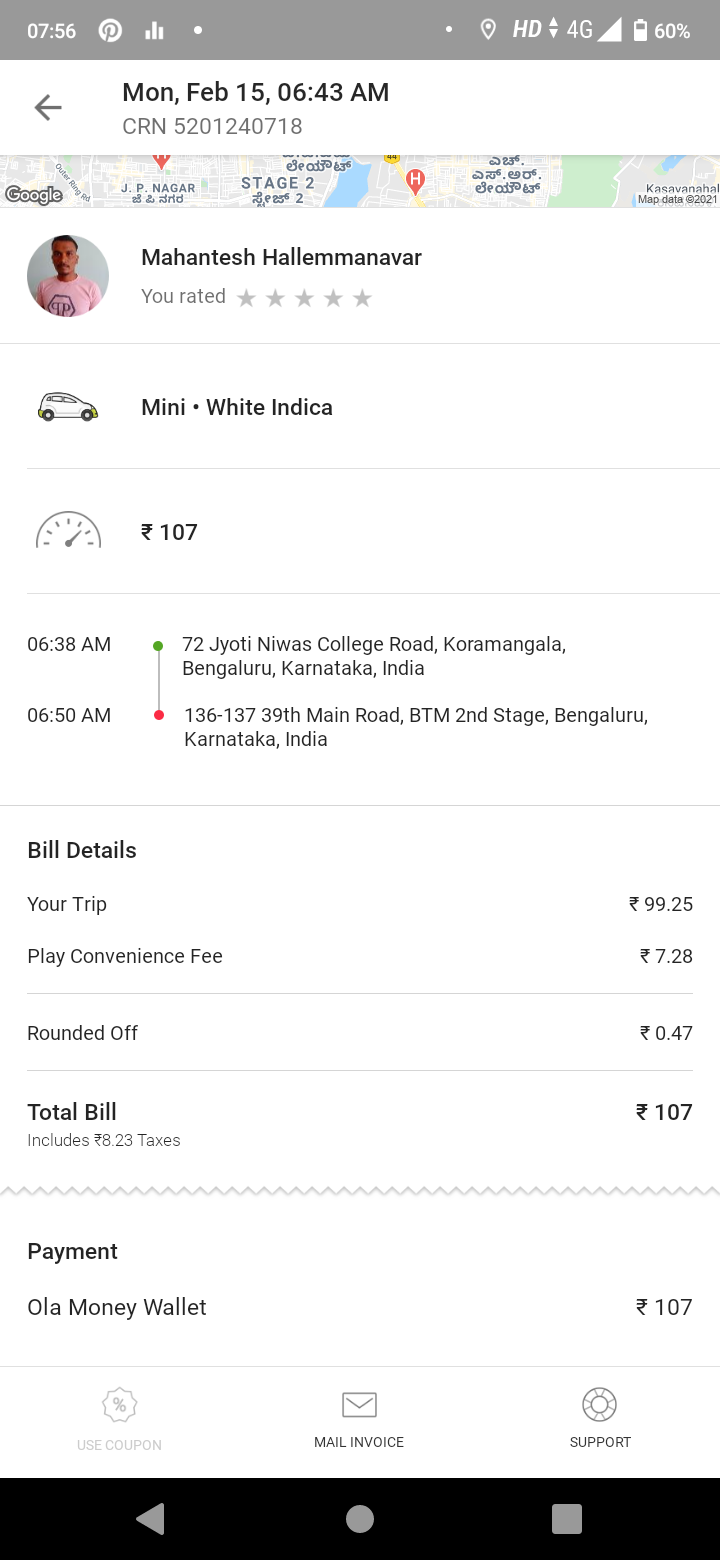 07:56
HD 4G 60%
Mon, Feb 15, 06:43 AM
CRN 5201240718
44
ಎಚ್.
ಲೇಯೌಟ್
ಎಸ್.ಆರ್.
STAGE 2
ಲೇಯೌಟ್
J. P. NAGAR
Outer Ring Rd
H
Kasavanahal
Google
ಜೆ ಪಿ ನಗರ
ಸ್ಟೇಜ್ 2
Map data ©2021
Mahantesh Hallemmanavar
You rated
Mini • White Indica
₹ 107
06:38 AM 72 Jyoti Niwas College Road, Koramangala,
Bengaluru, Karnataka, India
06:50 AM 136-137 39th Main Road, BTM 2nd Stage, Bengaluru,
Karnataka, India
Bill Details
Your Trip ₹ 99.25
Play Convenience Fee ₹ 7.28
Rounded Off ₹ 0.47
Total Bill ₹ 107
Includes ₹8.23 Taxes
Payment
Ola Money Wallet ₹ 107
%
USE COUPON MAIL INVOICE SUPPORT